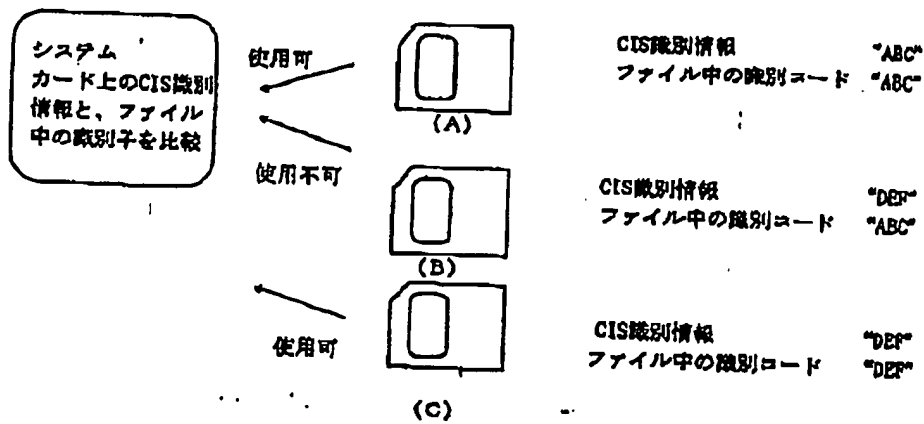 システム
カード上のCIS識別
情報と、ファイル
中の識別子を比較
使用可
(A)
CIS識別情報 "ABC"
ファイル中の識別コード "ABC"
使用不可
(B)
CIS識別情報 "DEF"
ファイル中の識別コード "ABC"
使用可
(C)
CIS識別情報 "DEF"
ファイル中の識別コード "DEF"